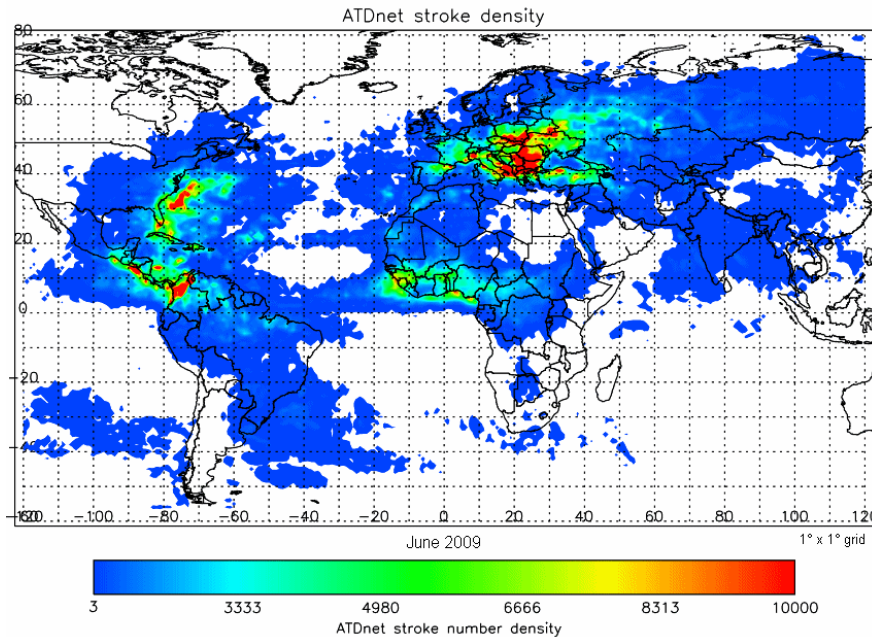 ATDnet stroke density
80
60
40
20
0
-20
-100 -80 -60 -40 -20 0 20 40 60 80 100 120
June 2009
1° x 1° grid
3 3333 4980 6666 8313 10000
ATDnet stroke number density